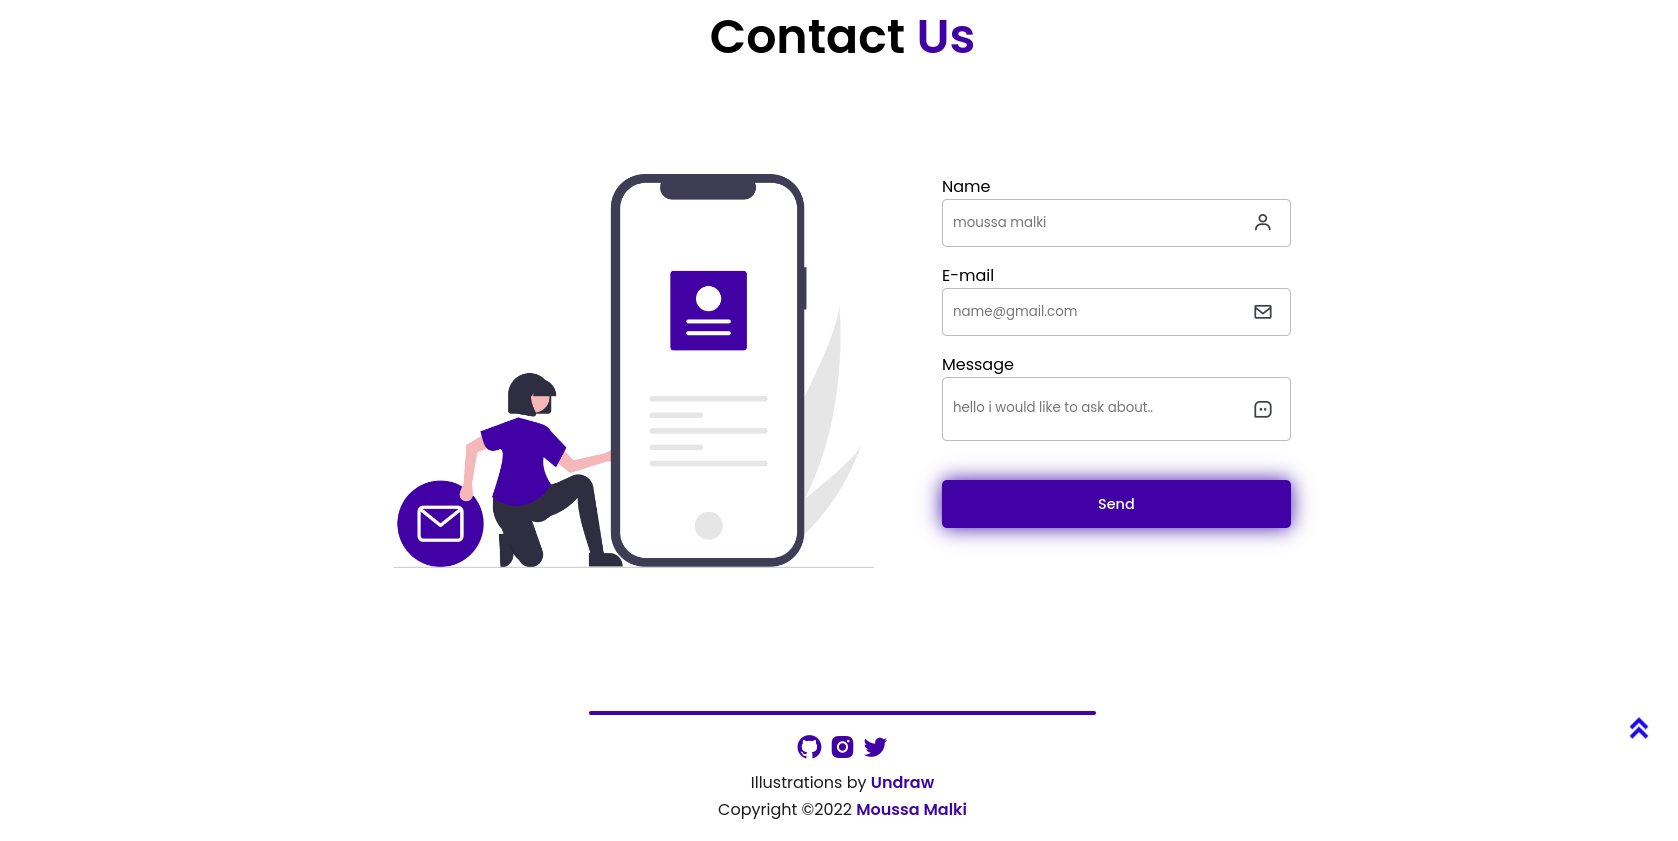 Contact Us
Name
moussa malki
E-mail
name@gmail.com
Message
hello i would like to ask about..
Send
Illustrations by Undraw
Copyright ©2022 Moussa Malki